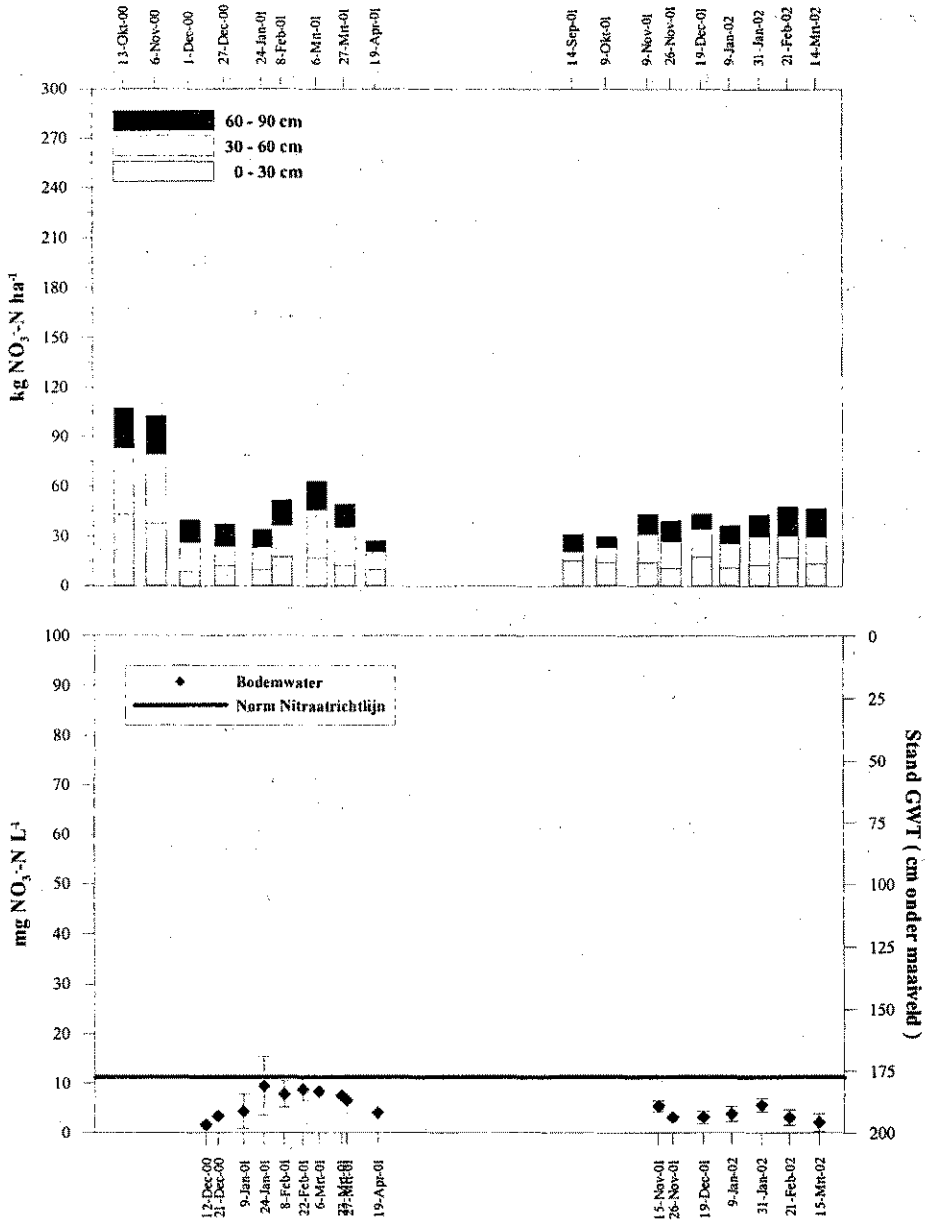 13-Okt-00
6-Nov-00
1-Dec-00
27-Dec-00
24-Jan-01
8-Feb-01
6-Mrt-01
27-Mrt-01
19-Apr-01
14-Sep-01
9-Okt-01
9-Nov-01
26-Nov-01
19-Dec-01
9-Jan-02
31-Jan-02
21-Feb-02
14-Mrt-02
300
270
240
210
180
150
120
90
60
30
0
kg NO₃⁻-N ha⁻¹
60 - 90 cm
30 - 60 cm
0 - 30 cm
100
90
80
70
60
50
40
30
20
10
0
mg NO₃⁻-N L⁻¹
Bodemwater
Norm Nitraatrichtlijn
0
25
50
75
100
125
150
175
200
Stand GWT ( cm onder maaiveld )
12-Dec-00
21-Dec-00
9-Jan-01
24-Jan-01
8-Feb-01
22-Feb-01
6-Mrt-01
27-Mrt-01
19-Apr-01
15-Nov-01
26-Nov-01
19-Dec-01
9-Jan-02
31-Jan-02
21-Feb-02
15-Mrt-02